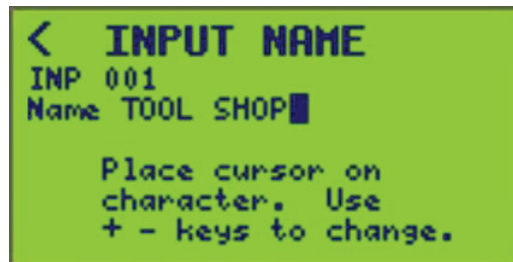 < INPUT NAME
INP 001
Name TOOL SHOP
Place cursor on
character. Use
+ - keys to change.